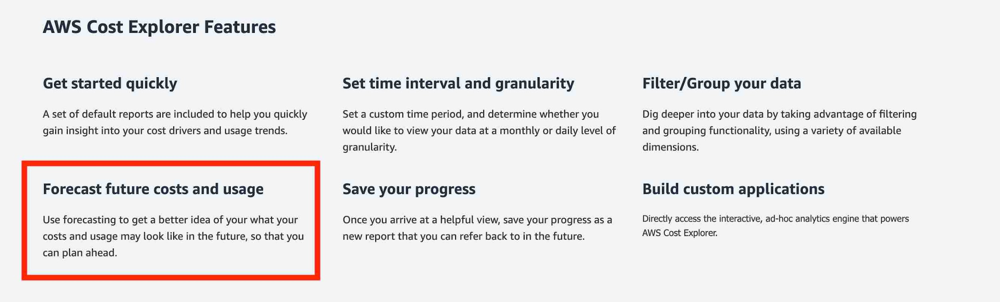 AWS Cost Explorer Features
Get started quickly
A set of default reports are included to help you quickly
gain insight into your cost drivers and usage trends.
Set time interval and granularity
Set a custom time period, and determine whether you
would like to view your data at a monthly or daily level of
granularity.
Filter/Group your data
Dig deeper into your data by taking advantage of filtering
and grouping functionality, using a variety of available
dimensions.
Forecast future costs and usage
Use forecasting to get a better idea of your what your
costs and usage may look like in the future, so that you
can plan ahead.
Save your progress
Once you arrive at a helpful view, save your progress as a
new report that you can refer back to in the future.
Build custom applications
Directly access the interactive, ad-hoc analytics engine that powers
AWS Cost Explorer.